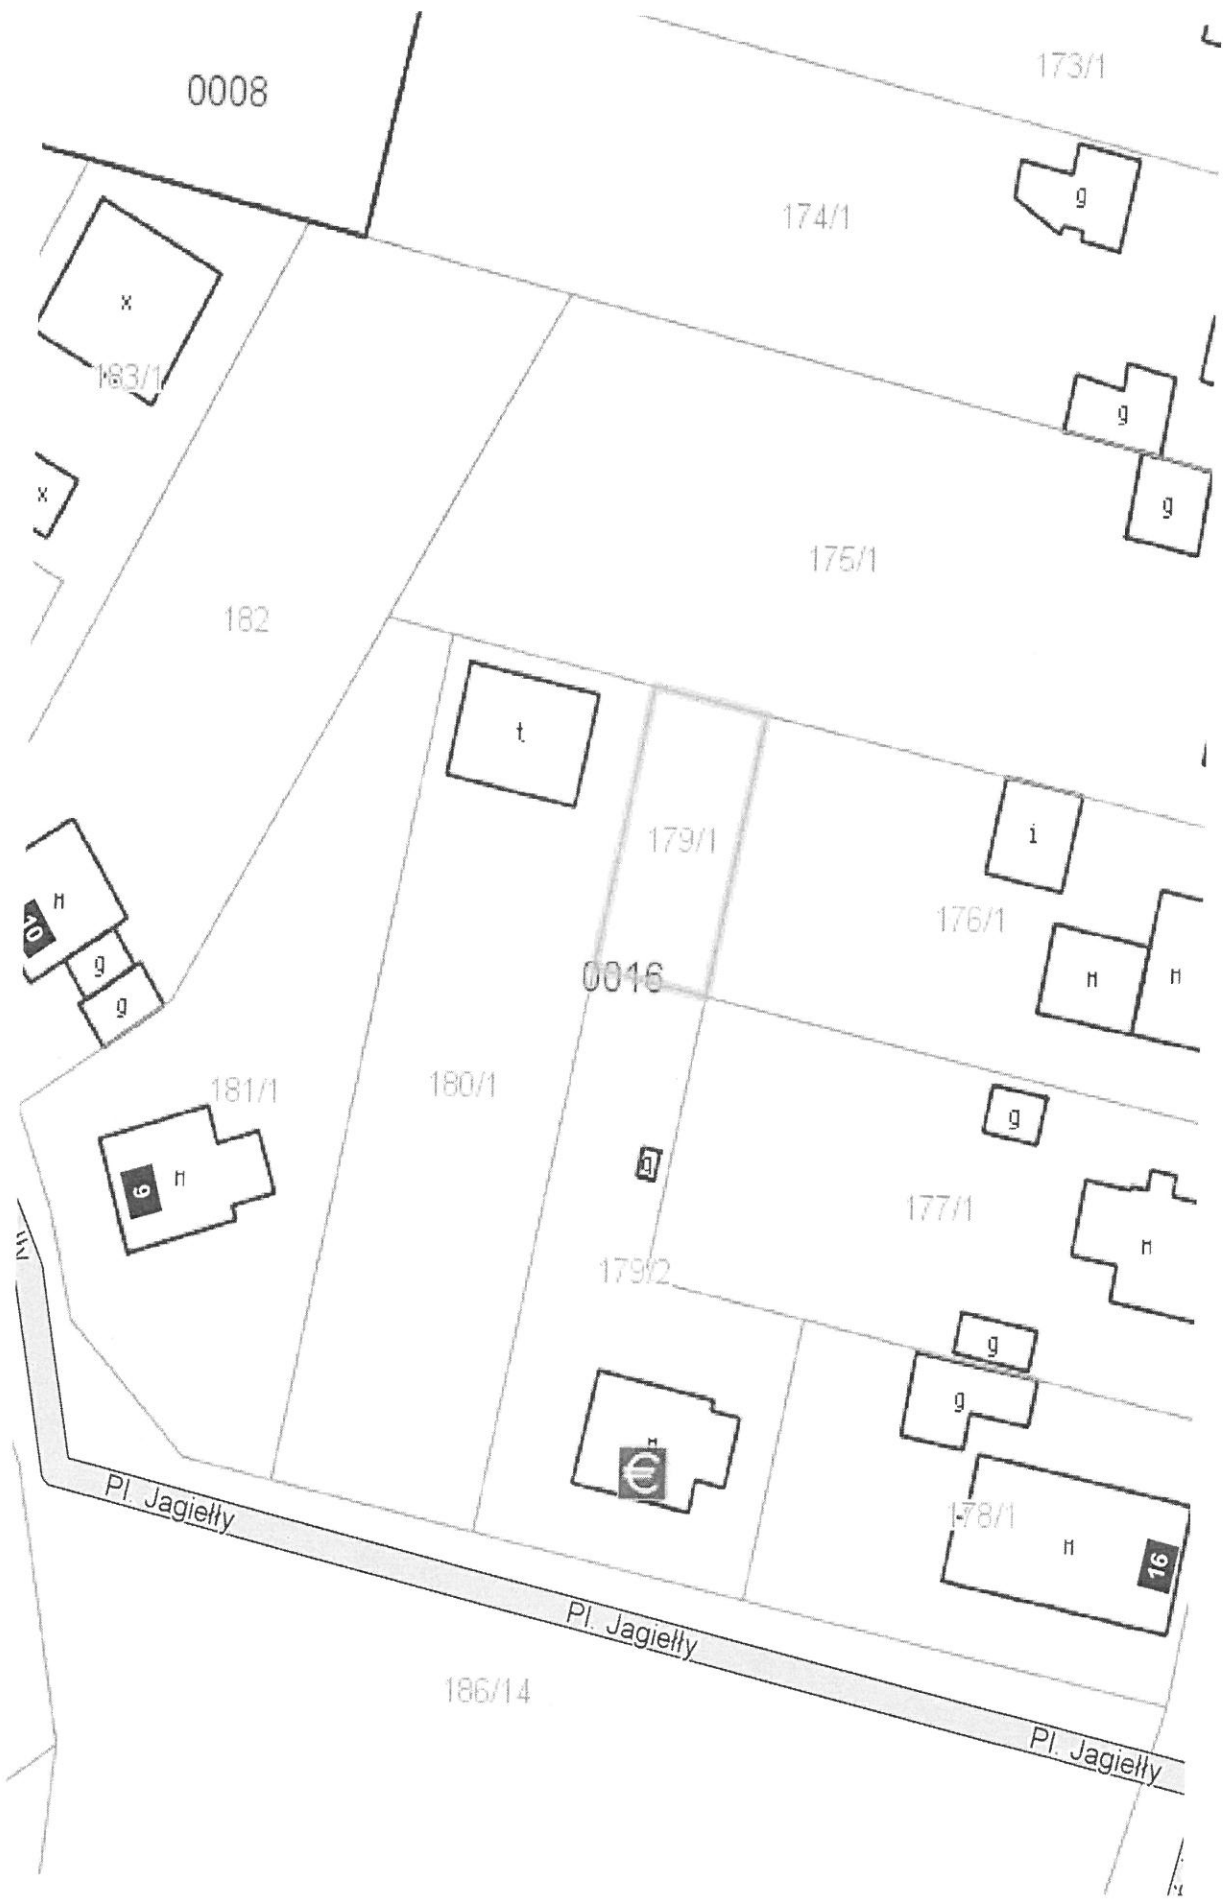 0008
173/1
g
174/1
x
183/1
g
g
x
175/1
182
t
179/1
i
176/1
M
10
g
g
0016
M
M
181/1
180/1
g
M
6
g
177/1
M
179/2
g
g
M
€
178/1
M
16
Pl. Jagiełły
Pl. Jagiełły
186/14
Pl. Jagiełły